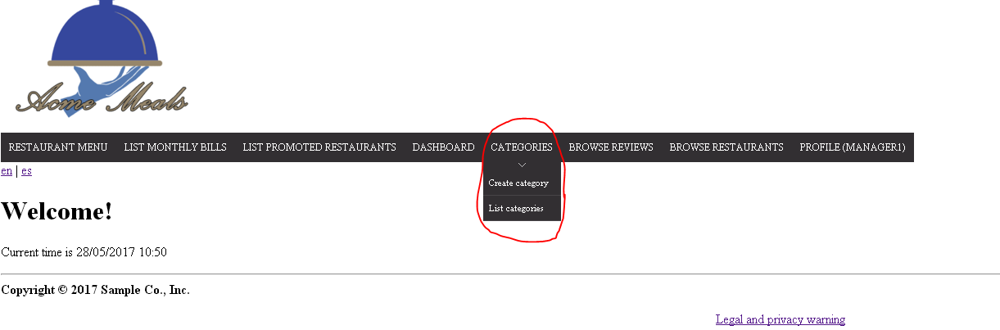 Acme Meals
RESTAURANT MENU LIST MONTHLY BILLS LIST PROMOTED RESTAURANTS DASHBOARD CATEGORIES BROWSE REVIEWS BROWSE RESTAURANTS PROFILE (MANAGER1)
Create category
List categories
en | es
Welcome!
Current time is 28/05/2017 10:50
Copyright © 2017 Sample Co., Inc.
Legal and privacy warning